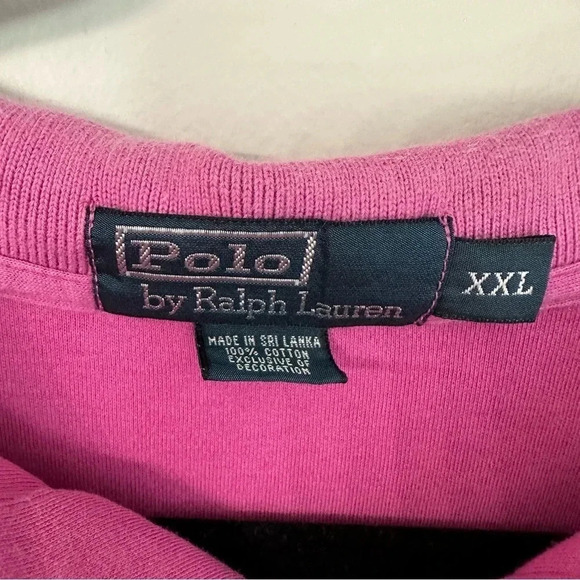 Polo
by Ralph Lauren
XXL
MADE IN SRI LANKA
100% COTTON
EXCLUSIVE OF
DECORATION